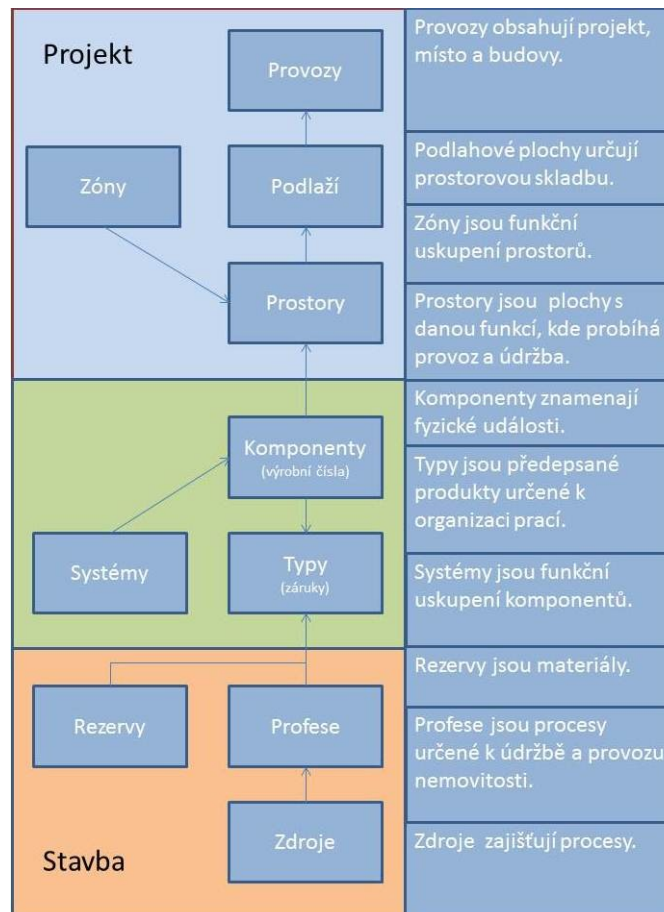 Projekt
Provozy
Zóny
Podlaží
Prostory
Komponenty
(výrobní čísla)
Systémy
Typy
(záruky)
Rezervy
Profese
Zdroje
Stavba
Provozy obsahují projekt,
místo a budovy.
Podlahové plochy určují
prostorovou skladbu.
Zóny jsou funkční
uskupení prostorů.
Prostory jsou plochy s
danou funkcí, kde probíhá
provoz a údržba.
Komponenty znamenají
fyzické události.
Typy jsou předepsané
produkty určené k
organizaci prací.
Systémy jsou funkční
uskupení komponentů.
Rezervy jsou materiály.
Profese jsou procesy
určené k údržbě a provozu
nemovitosti.
Zdroje zajišťují procesy.